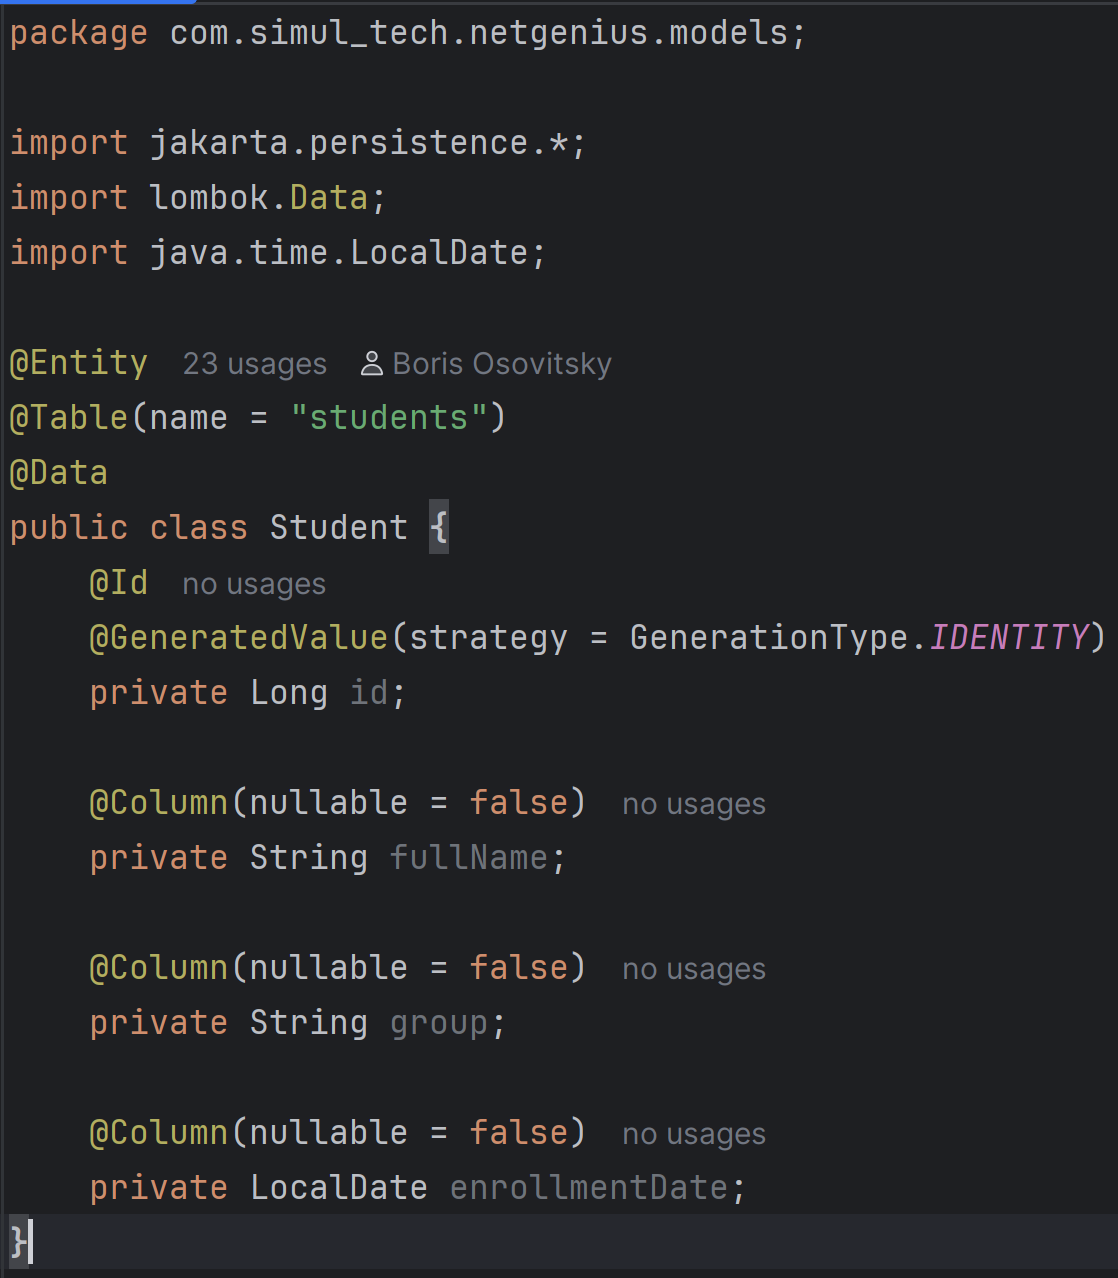 package com.simul_tech.netgenius.models;
import jakarta.persistence.*;
import lombok.Data;
import java.time.LocalDate;
@Entity 23 usages Boris Osovitsky
@Table(name = "students")
@Data
public class Student {
@Id no usages
@GeneratedValue(strategy = GenerationType.IDENTITY)
private Long id;
@Column(nullable = false) no usages
private String fullName;
@Column(nullable = false) no usages
private String group;
@Column(nullable = false) no usages
private LocalDate enrollmentDate;
}